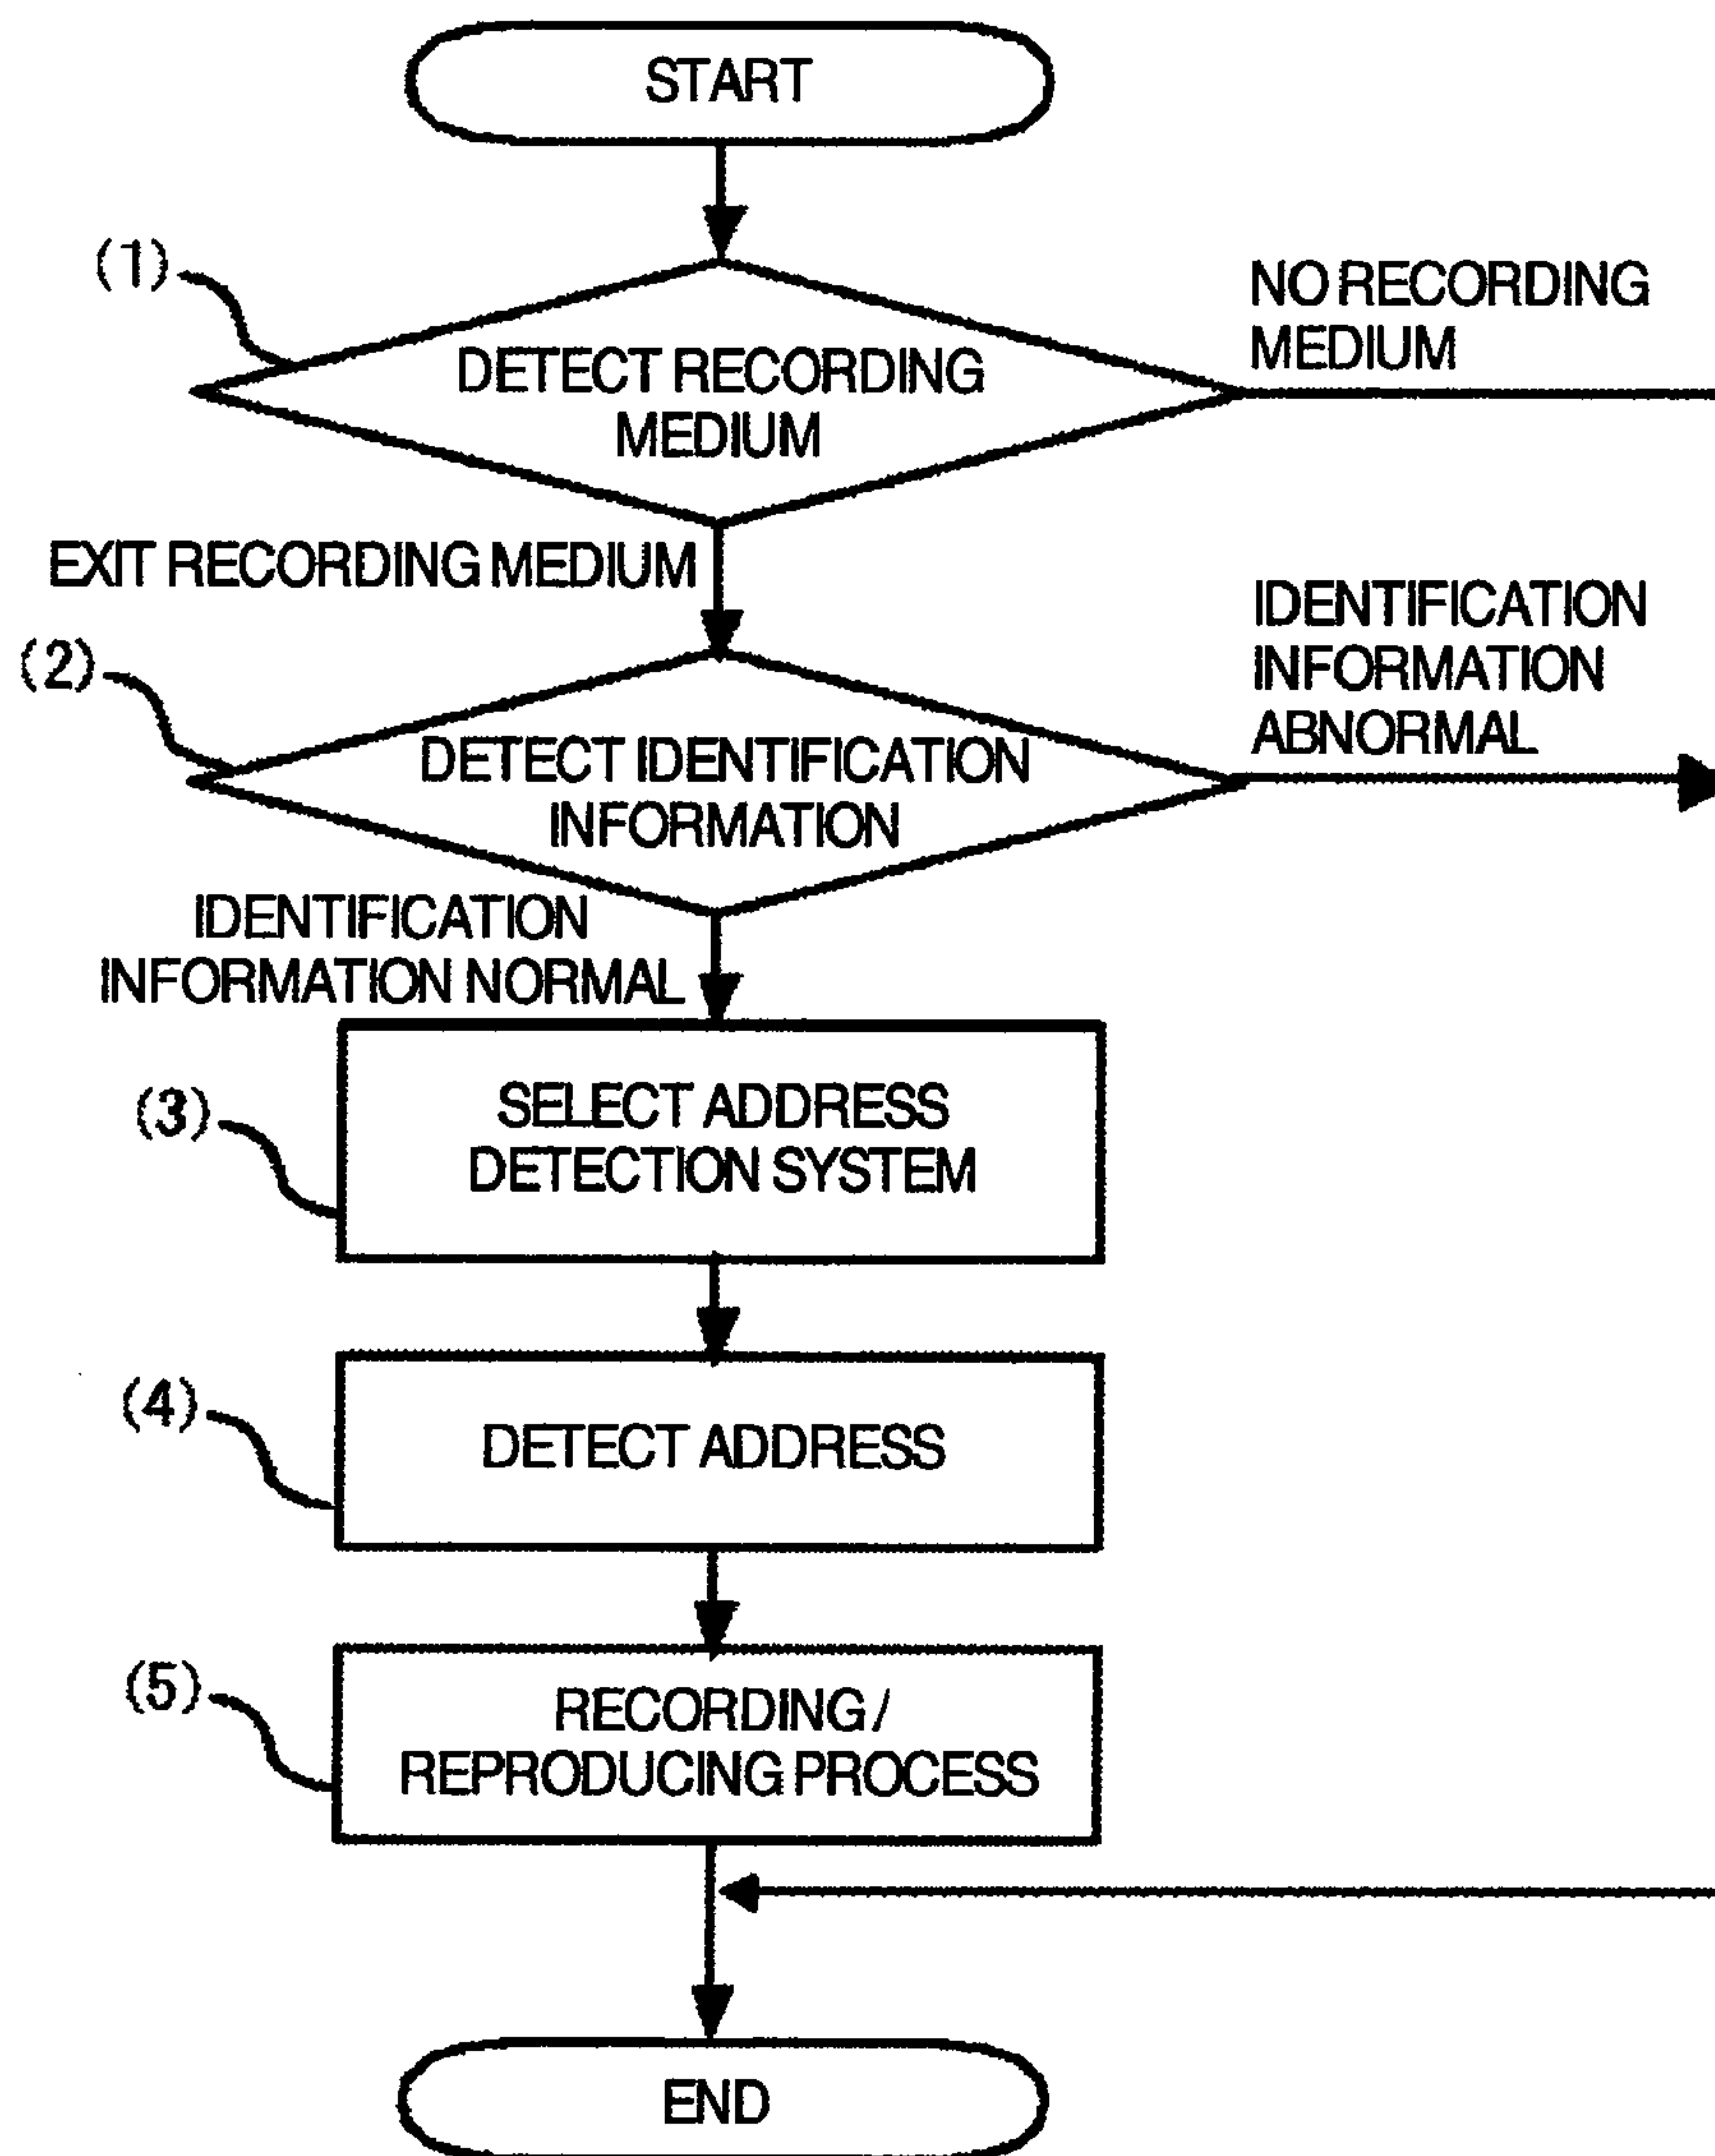 START
(1)
NO RECORDING
MEDIUM
DETECT RECORDING
MEDIUM
EXIT RECORDING MEDIUM
IDENTIFICATION
INFORMATION
ABNORMAL
(2)
DETECT IDENTIFICATION
INFORMATION
IDENTIFICATION
INFORMATION NORMAL
(3)
SELECT ADDRESS
DETECTION SYSTEM
(4)
DETECT ADDRESS
(5)
RECORDING/
REPRODUCING PROCESS
END